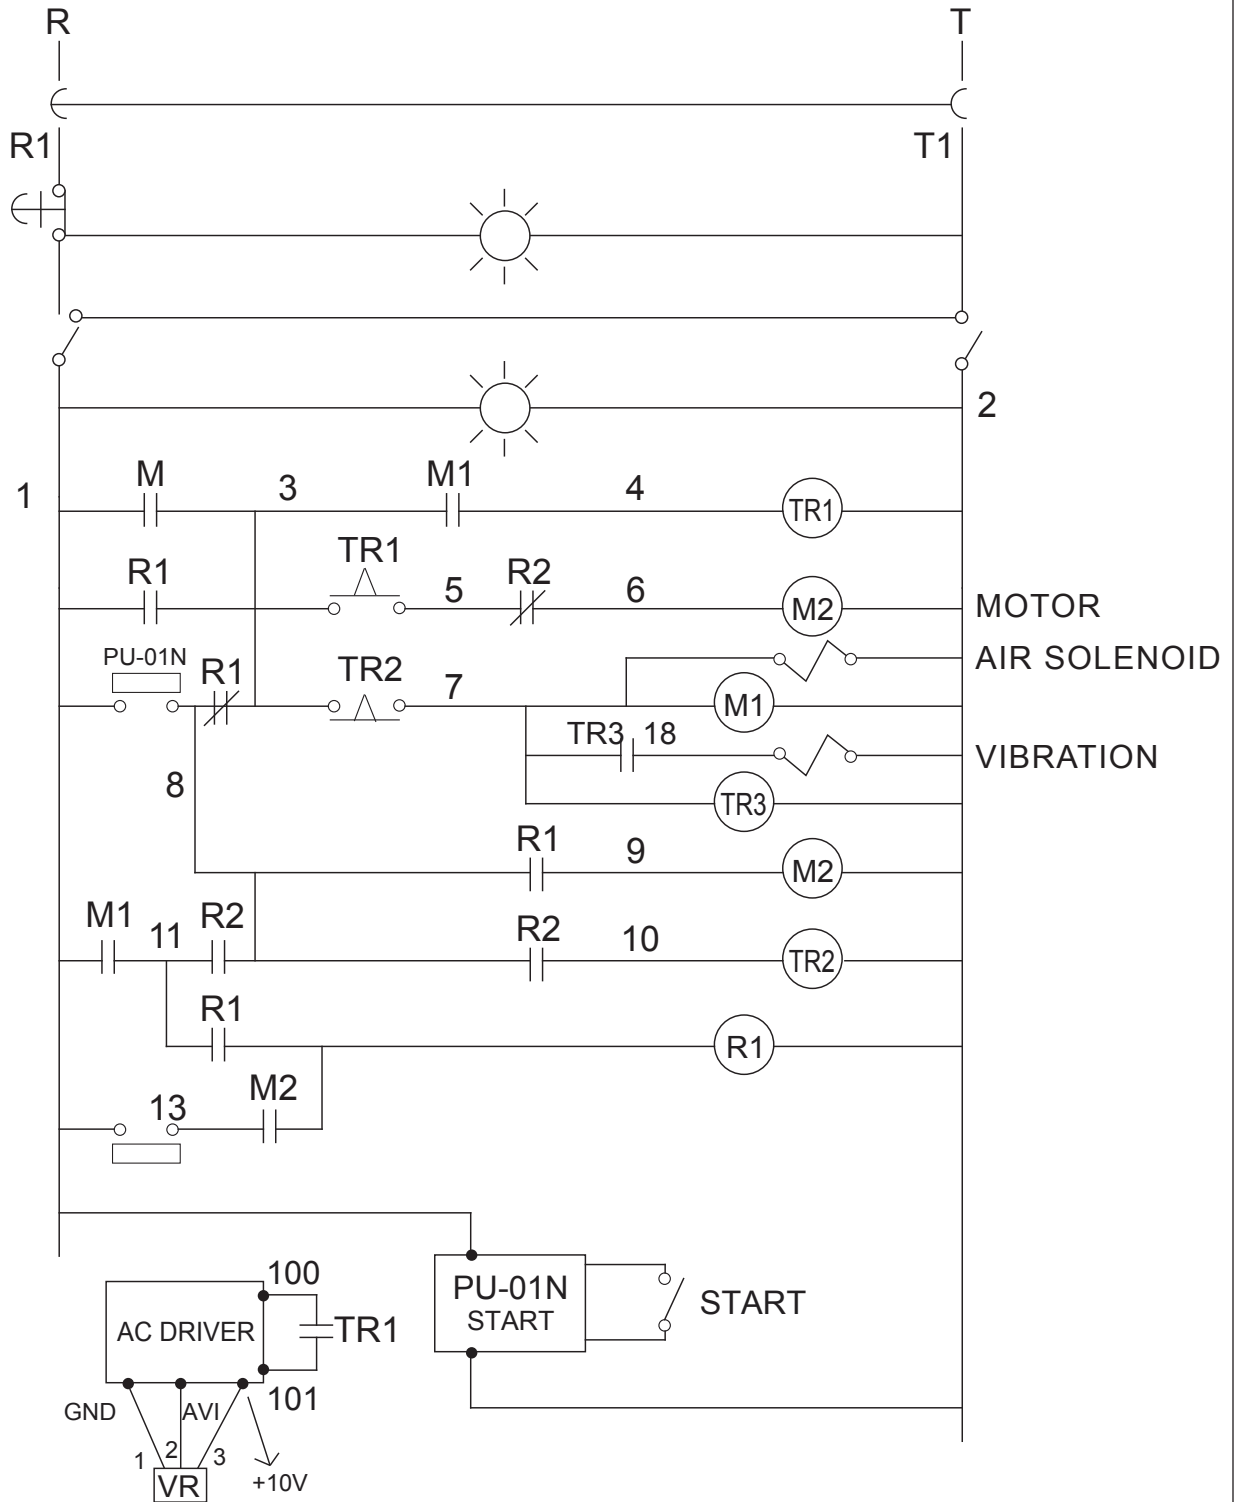 R T
R1 T1
2
1 M 3 M1 4 TR1
R1 TR1 5 R2 6 M2 MOTOR
AIR SOLENOID
PU-01N R1 TR2 7 M1
TR3 18 VIBRATION
8 TR3
R1 9 M2
M1 11 R2 R2 10 TR2
R1 R1
13 M2
100 PU-01N
START START
AC DRIVER TR1
101
GND AVI
1 2 3
VR +10V